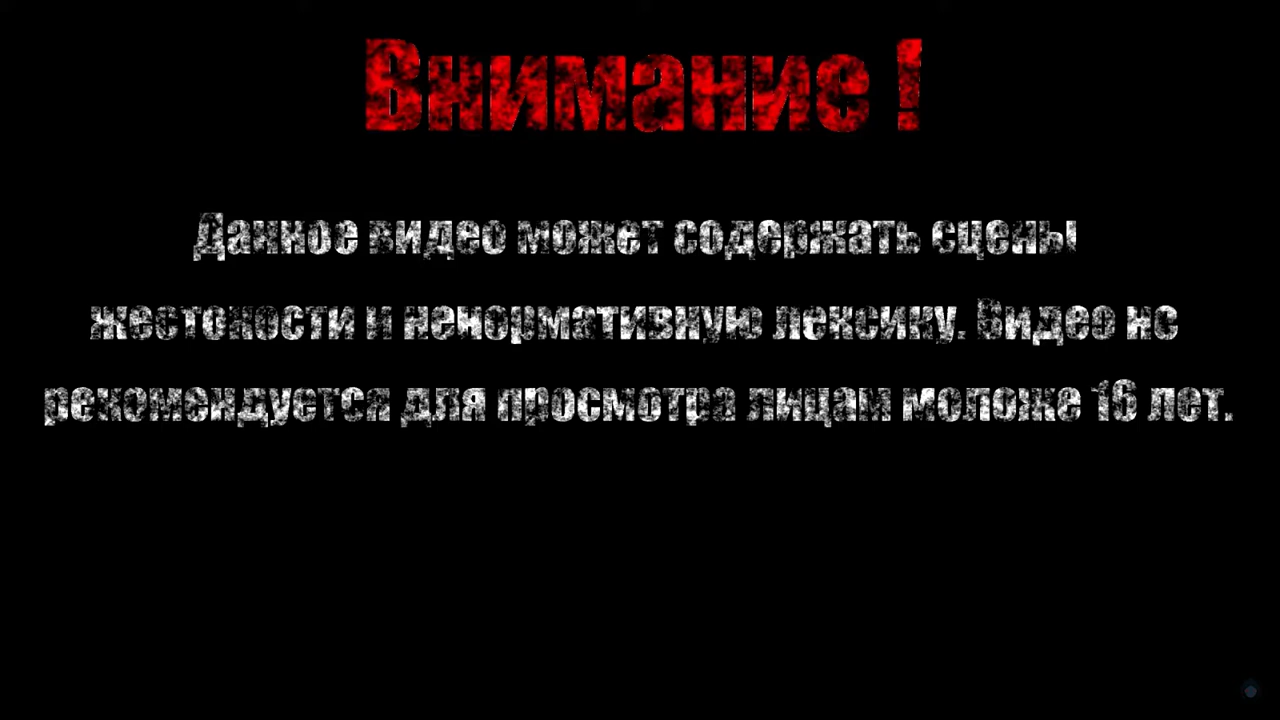 Внимание !
Данное видео может содержать сцены
жестокости и ненормативную лексику. Видео не
рекомендуется для просмотра лицам моложе 16 лет.